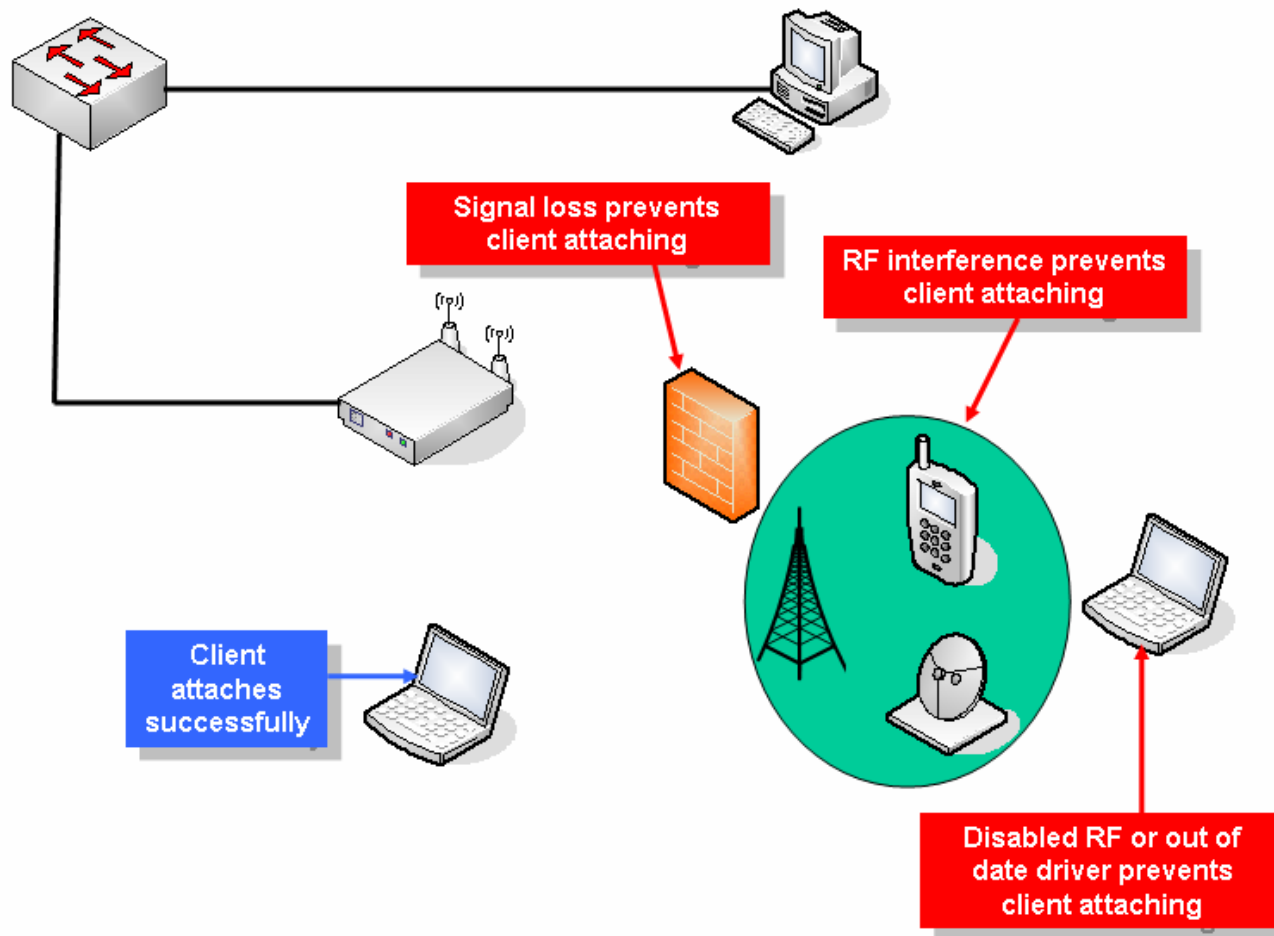 Signal loss prevents
client attaching
RF interference prevents
client attaching
Client
attaches
successfully
Disabled RF or out of
date driver prevents
client attaching